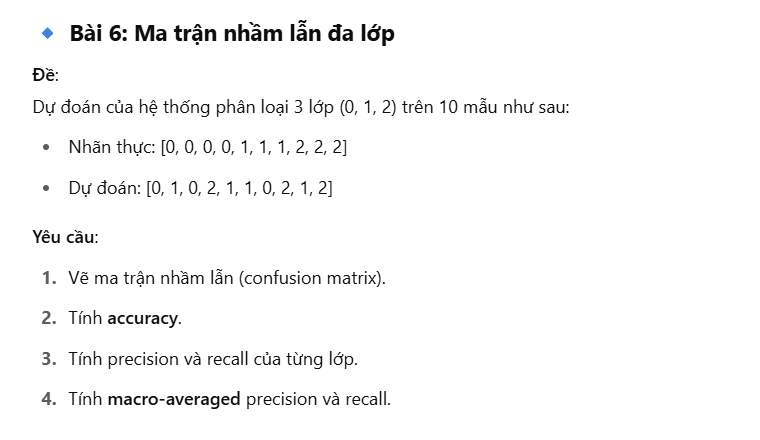 Bài 6: Ma trận nhầm lẫn đa lớp
Đề:
Dự đoán của hệ thống phân loại 3 lớp (0, 1, 2) trên 10 mẫu như sau:
• Nhãn thực: [0, 0, 0, 0, 1, 1, 1, 2, 2, 2]
• Dự đoán: [0, 1, 0, 2, 1, 1, 0, 2, 1, 2]
Yêu cầu:
1. Vẽ ma trận nhầm lẫn (confusion matrix).
2. Tính accuracy.
3. Tính precision và recall của từng lớp.
4. Tính macro-averaged precision và recall.